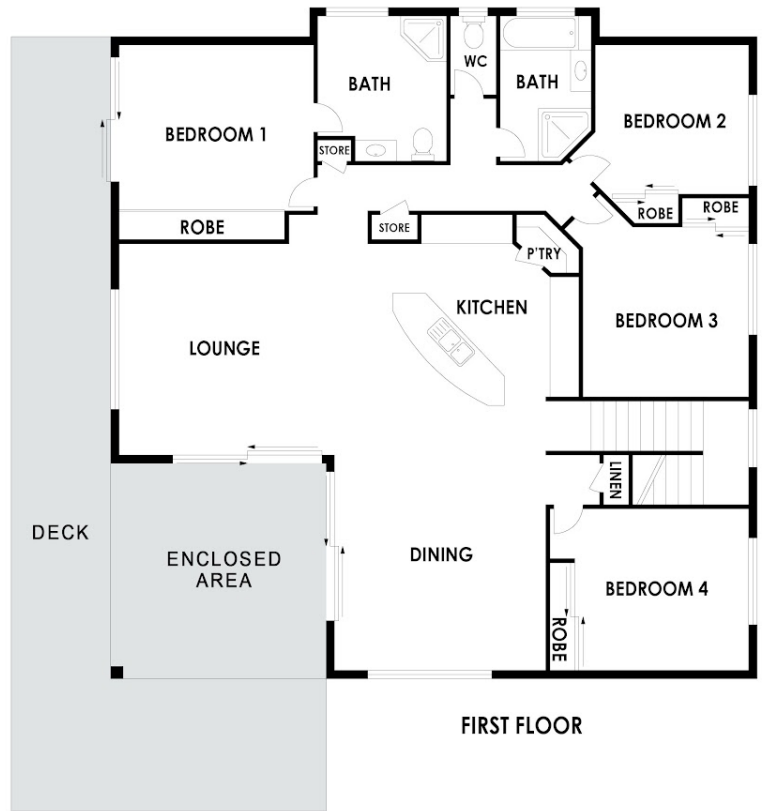 WC
BATH
BATH
BEDROOM 1
BEDROOM 2
STORE
ROBE
ROBE
ROBE
STORE
P'TRY
KITCHEN
BEDROOM 3
LOUNGE
LINEN
DECK
ENCLOSED
AREA
DINING
BEDROOM 4
ROBE
FIRST FLOOR